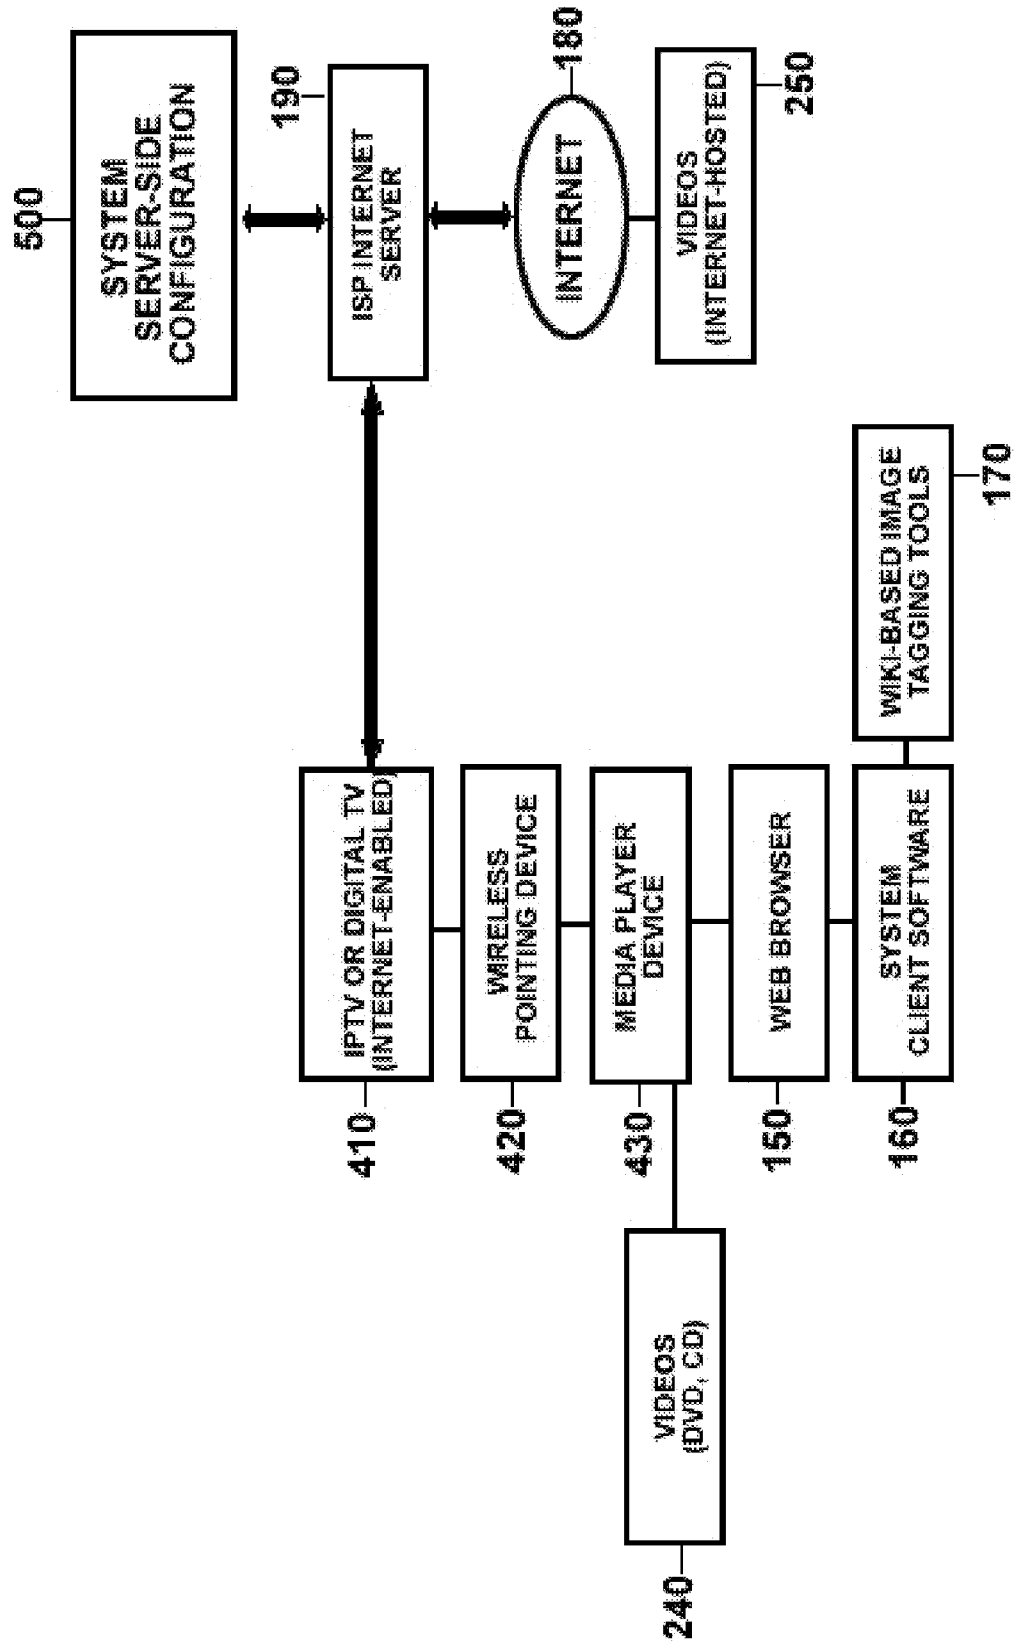 500
SYSTEM
SERVER-SIDE
CONFIGURATION
190
ISP INTERNET
SERVER
180
INTERNET
VIDEOS
(INTERNET-HOSTED)
250
410
IPTV OR DIGITAL TV
(INTERNET-ENABLED)
420
WIRELESS
POINTING DEVICE
430
MEDIA PLAYER
DEVICE
150
WEB BROWSER
160
SYSTEM
CLIENT SOFTWARE
WIKI-BASED IMAGE
TAGGING TOOLS
170
VIDEOS
(DVD, CD)
240